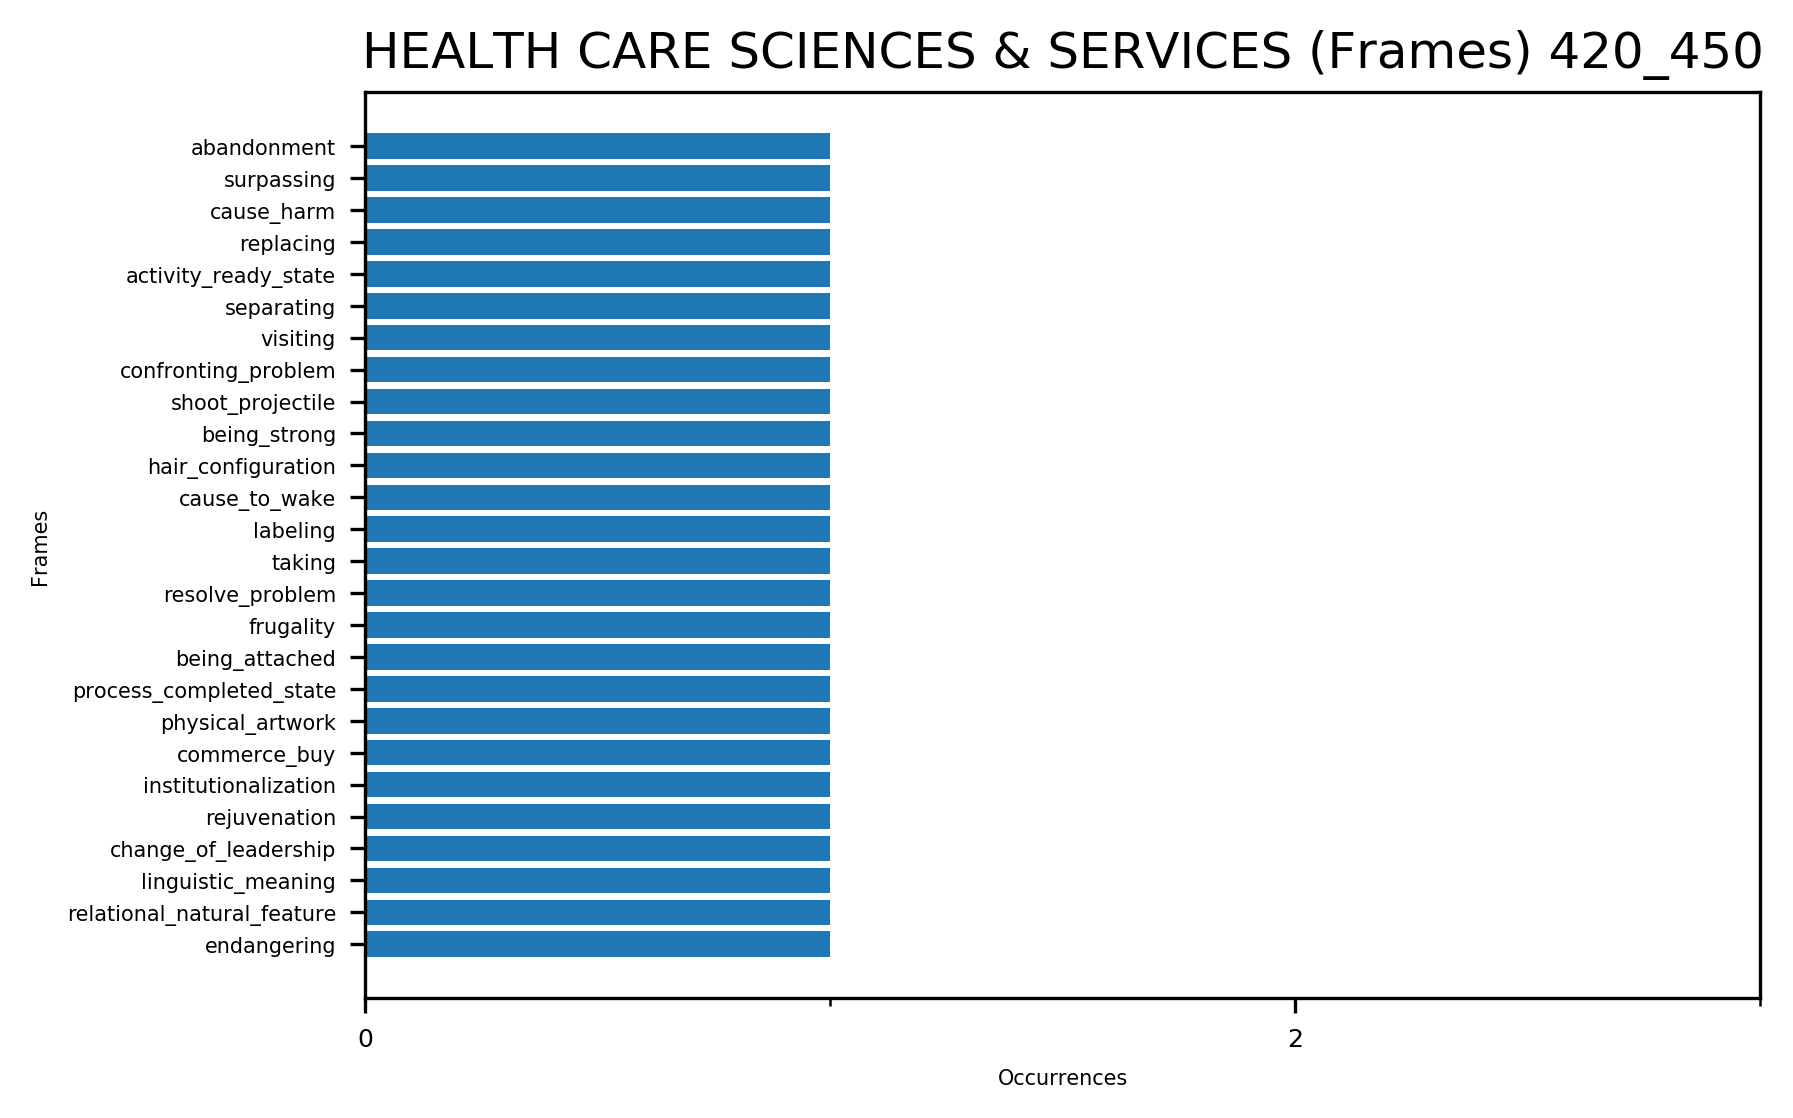 HEALTH CARE SCIENCES & SERVICES (Frames) 420_450
abandonment
surpassing
cause_harm
replacing
activity_ready_state
separating
visiting
confronting_problem
shoot_projectile
being_strong
hair_configuration
cause_to_wake
labeling
taking
resolve_problem
frugality
being_attached
process_completed_state
physical_artwork
commerce_buy
institutionalization
rejuvenation
change_of_leadership
linguistic_meaning
relational_natural_feature
endangering
Frames
0 2
Occurrences